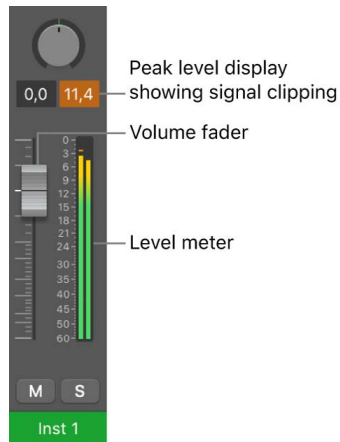 0,0 11,4
Peak level display
showing signal clipping
Volume fader
0
3
6
9
12
15
18
21
24
30
35
40
45
50
60
Level meter
M S
Inst 1